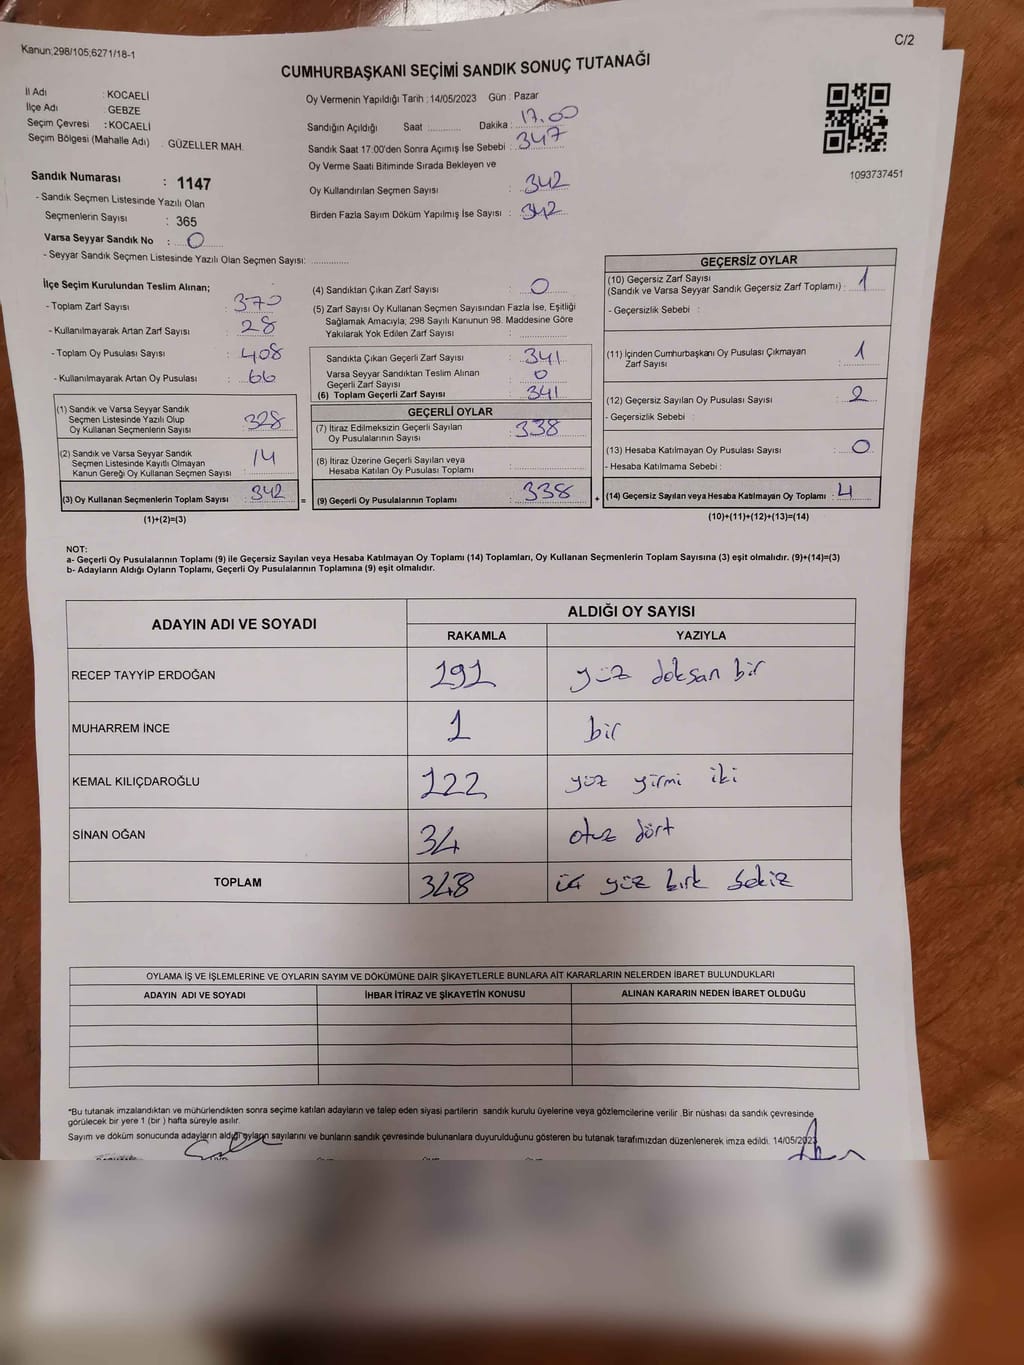 Kanun;298/105;6271/18-1
C/2
CUMHURBAŞKANI SEÇİMİ SANDIK SONUÇ TUTANAĞI
İl Adı : KOCAELİ
İlçe Adı : GEBZE
Seçim Çevresi : KOCAELİ
Seçim Bölgesi (Mahalle Adı) : GÜZELLER MAH.
Sandık Numarası : 1147
- Sandık Seçmen Listesinde Yazılı Olan
Seçmenlerin Sayısı : 365
Varsa Seyyar Sandık No : 0
- Seyyar Sandık Seçmen Listesinde Yazılı Olan Seçmen Sayısı: ..............
Oy Vermenin Yapıldığı Tarih : 14/05/2023 Gün : Pazar
Sandığın Açıldığı Saat : ............ Dakika : 17.00
Sandık Saat 17:00'den Sonra Açımış İse Sebebi : 347
Oy Verme Saati Bitiminde Sırada Bekleyen ve
Oy Kullandırılan Seçmen Sayısı : 342
Birden Fazla Sayım Döküm Yapılmış İse Sayısı : 342
1093737451
İlçe Seçim Kurulundan Teslim Alınan;
- Toplam Zarf Sayısı : 370
- Kullanılmayarak Artan Zarf Sayısı : 28
- Toplam Oy Pusulası Sayısı : 408
- Kullanılmayarak Artan Oy Pusulası : 66
(1) Sandık ve Varsa Seyyar Sandık
Seçmen Listesinde Yazılı Olup
Oy Kullanan Seçmenlerin Sayısı : 328
(2) Sandık ve Varsa Seyyar Sandık
Seçmen Listesinde Kayıtlı Olmayan
Kanun Gereği Oy Kullanan Seçmen Sayısı : 14
(3) Oy Kullanan Seçmenlerin Toplam Sayısı : 342 =
(1)+(2)=(3)
(4) Sandıktan Çıkan Zarf Sayısı : 0
(5) Zarf Sayısı Oy Kullanan Seçmen Sayısından Fazla İse, Eşitliği
Sağlamak Amacıyla; 298 Sayılı Kanunun 98. Maddesine Göre
Yakılarak Yok Edilen Zarf Sayısı :
Sandıkta Çıkan Geçerli Zarf Sayısı : 341
Varsa Seyyar Sandıktan Teslim Alınan
Geçerli Zarf Sayısı : 0
(6) Toplam Geçerli Zarf Sayısı : 341
GEÇERLİ OYLAR
(7) İtiraz Edilmeksizin Geçerli Sayılan
Oy Pusulalarının Sayısı : 338
(8) İtiraz Üzerine Geçerli Sayılan veya
Hesaba Katılan Oy Pusulası Toplamı :
(9) Geçerli Oy Pusulalarının Toplamı : 338 +
GEÇERSİZ OYLAR
(10) Geçersiz Zarf Sayısı
(Sandık ve Varsa Seyyar Sandık Geçersiz Zarf Toplamı) : 1
- Geçersizlik Sebebi :
(11) İçinden Cumhurbaşkanı Oy Pusulası Çıkmayan
Zarf Sayısı : 1
(12) Geçersiz Sayılan Oy Pusulası Sayısı : 2
- Geçersizlik Sebebi :
(13) Hesaba Katılmayan Oy Pusulası Sayısı : 0
- Hesaba Katılmama Sebebi :
(14) Geçersiz Sayılan veya Hesaba Katılmayan Oy Toplamı : 4
(10)+(11)+(12)+(13)=(14)
NOT:
a- Geçerli Oy Pusulalarının Toplamı (9) ile Geçersiz Sayılan veya Hesaba Katılmayan Oy Toplamı (14) Toplamları, Oy Kullanan Seçmenlerin Toplam Sayısına (3) eşit olmalıdır. (9)+(14)=(3)
b- Adayların Aldığı Oyların Toplamı, Geçerli Oy Pusulalarının Toplamına (9) eşit olmalıdır.
ADAYIN ADI VE SOYADI ALDIĞI OY SAYISI
RAKAMLA YAZIYLA
RECEP TAYYİP ERDOĞAN 191 yüz doksan bir
MUHARREM İNCE 1 bir
KEMAL KILIÇDAROĞLU 122 yüz yirmi iki
SİNAN OĞAN 34 otuz dört
TOPLAM 348 yüz kırk sekiz
OYLAMA İŞ VE İŞLEMLERİNE VE OYLARIN SAYIM VE DÖKÜMÜNE DAİR ŞİKAYETLERLE BUNLARA AİT KARARLARIN NELERDEN İBARET BULUNDUKLARI
ADAYIN ADI VE SOYADI İHBAR İTİRAZ VE ŞİKAYETİN KONUSU ALINAN KARARIN NEDEN İBARET OLDUĞU
*Bu tutanak imzalandıktan ve mühürlendikten sonra seçime katılan adayların ve talep eden siyasi partilerin sandık kurulu üyelerine veya gözlemcilerine verilir. Bir nüshası da sandık çevresinde
görülecek bir yere 1 (bir ) hafta süreyle asılır.
Sayım ve döküm sonucunda adayların aldığı oyların sayılarını ve bunların sandık çevresinde bulunanlara duyurulduğunu gösteren bu tutanak tarafımızdan düzenlenerek imza edildi. 14/05/2023